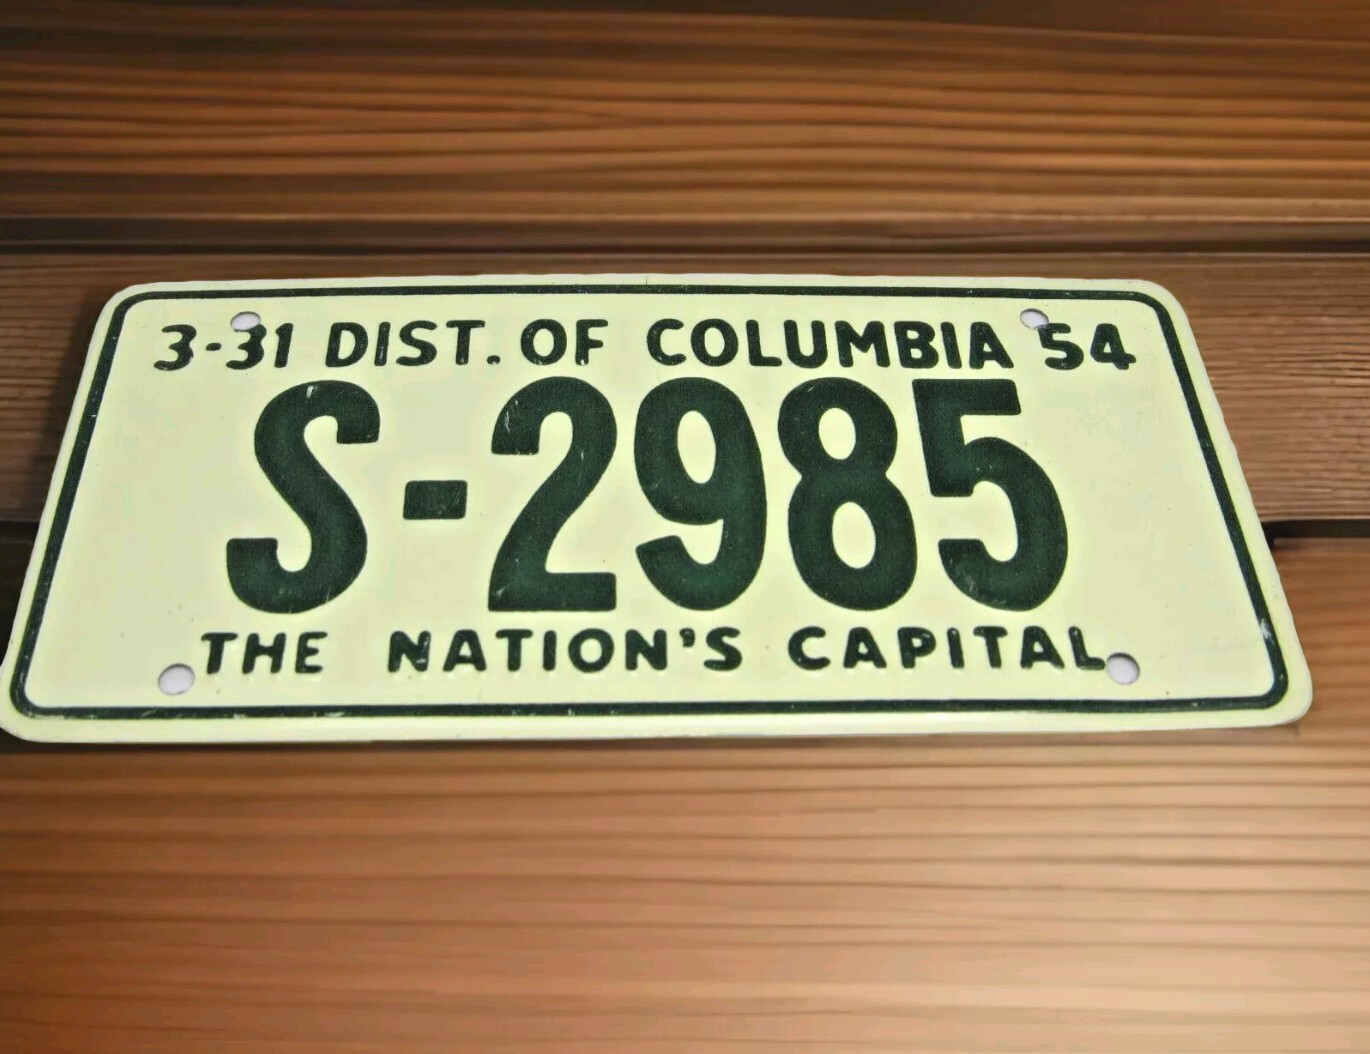 3-31 DIST. OF COLUMBIA 54
S-2985
THE NATION'S CAPITAL